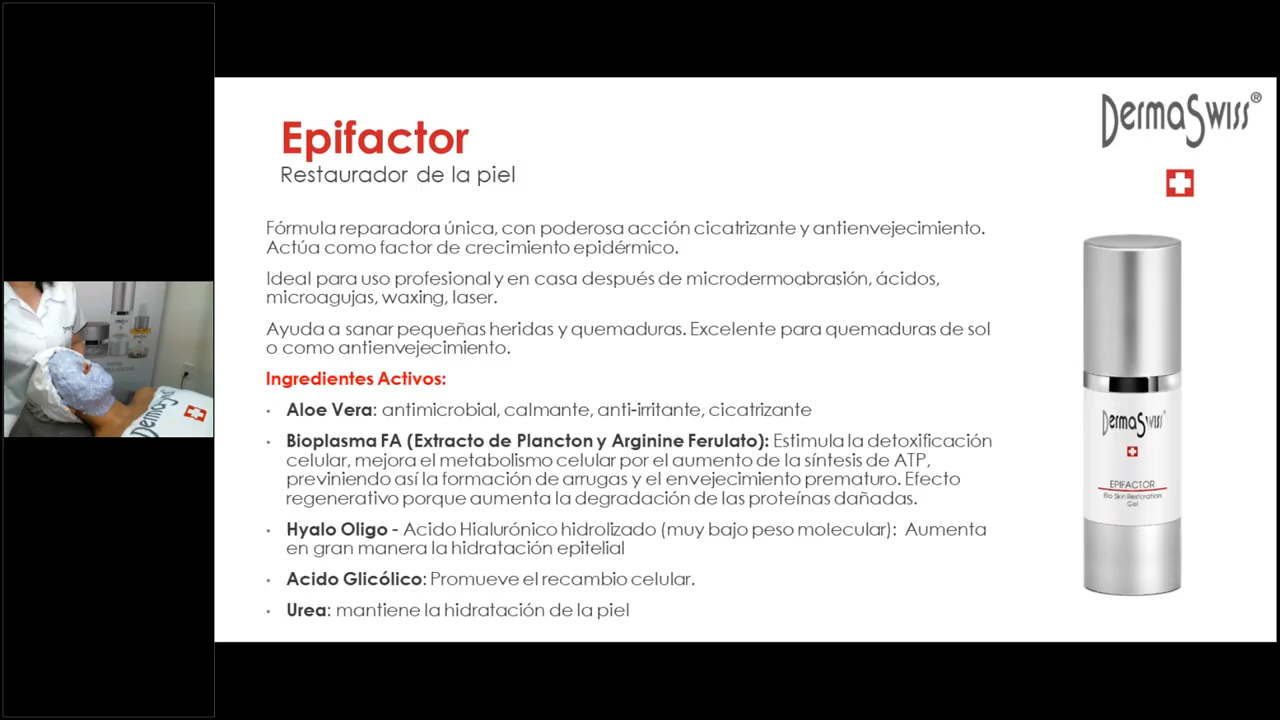 DermaSwiss®
Epifactor
Restaurador de la piel
Fórmula reparadora única, con poderosa acción cicatrizante y antienvejecimiento.
Actúa como factor de crecimiento epidérmico.
Ideal para uso profesional y en casa después de microdermoabrasión, ácidos,
microagujas, waxing, laser.
Ayuda a sanar pequeñas heridas y quemaduras. Excelente para quemaduras de sol
o como antienvejecimiento.
Ingredientes Activos:
• Aloe Vera: antimicrobial, calmante, anti-irritante, cicatrizante
• Bioplasma FA (Extracto de Plancton y Arginine Ferulato): Estimula la detoxificación
celular, mejora el metabolismo celular por el aumento de la síntesis de ATP,
previniendo así la formación de arrugas y el envejecimiento prematuro. Efecto
regenerativo porque aumenta la degradación de las proteínas dañadas.
• Hyalo Oligo - Acido Hialurónico hidrolizado (muy bajo peso molecular): Aumenta
en gran manera la hidratación epitelial
• Acido Glicólico: Promueve el recambio celular.
• Urea: mantiene la hidratación de la piel
DermaSwiss
EPIFACTOR
Bio Skin Restoration
Gel
DermaSwiss